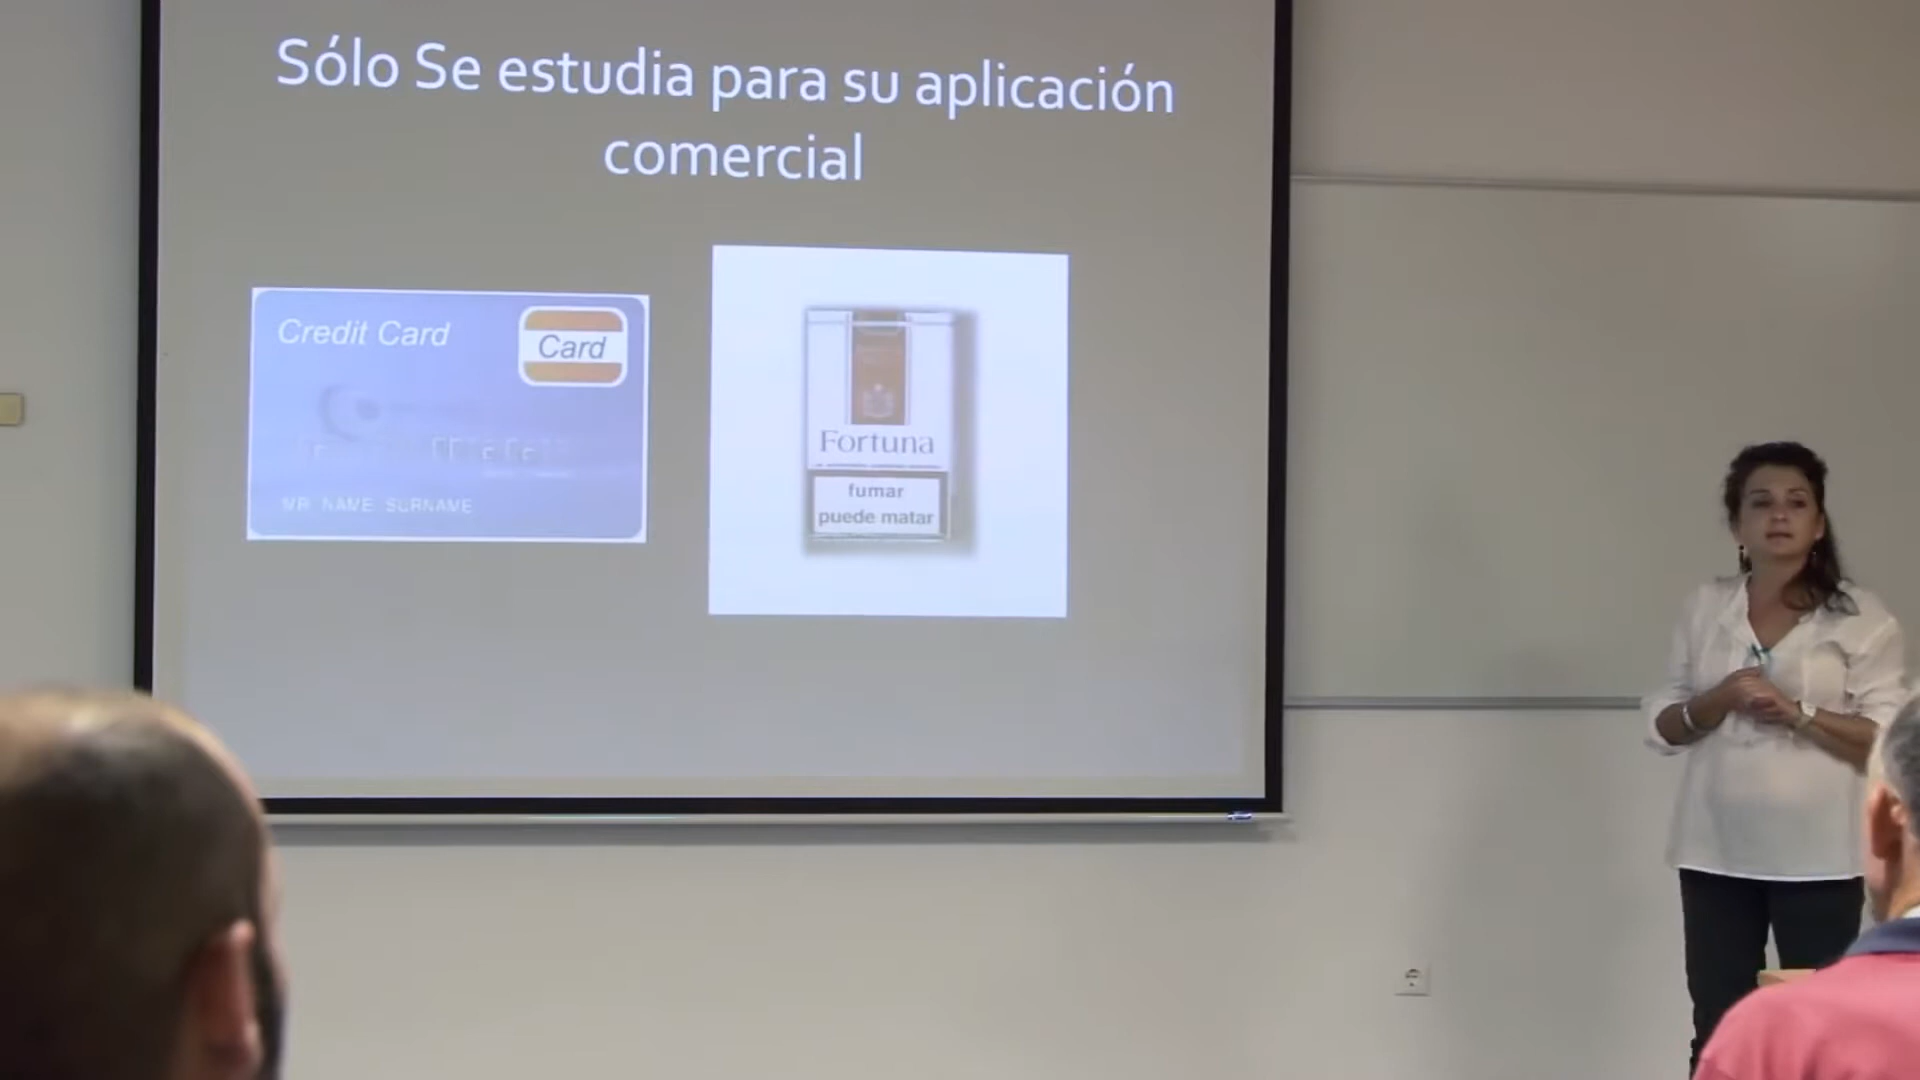 Sólo Se estudia para su aplicación
comercial
Credit Card
Card
MR NAME SURNAME
Fortuna
fumar
puede matar